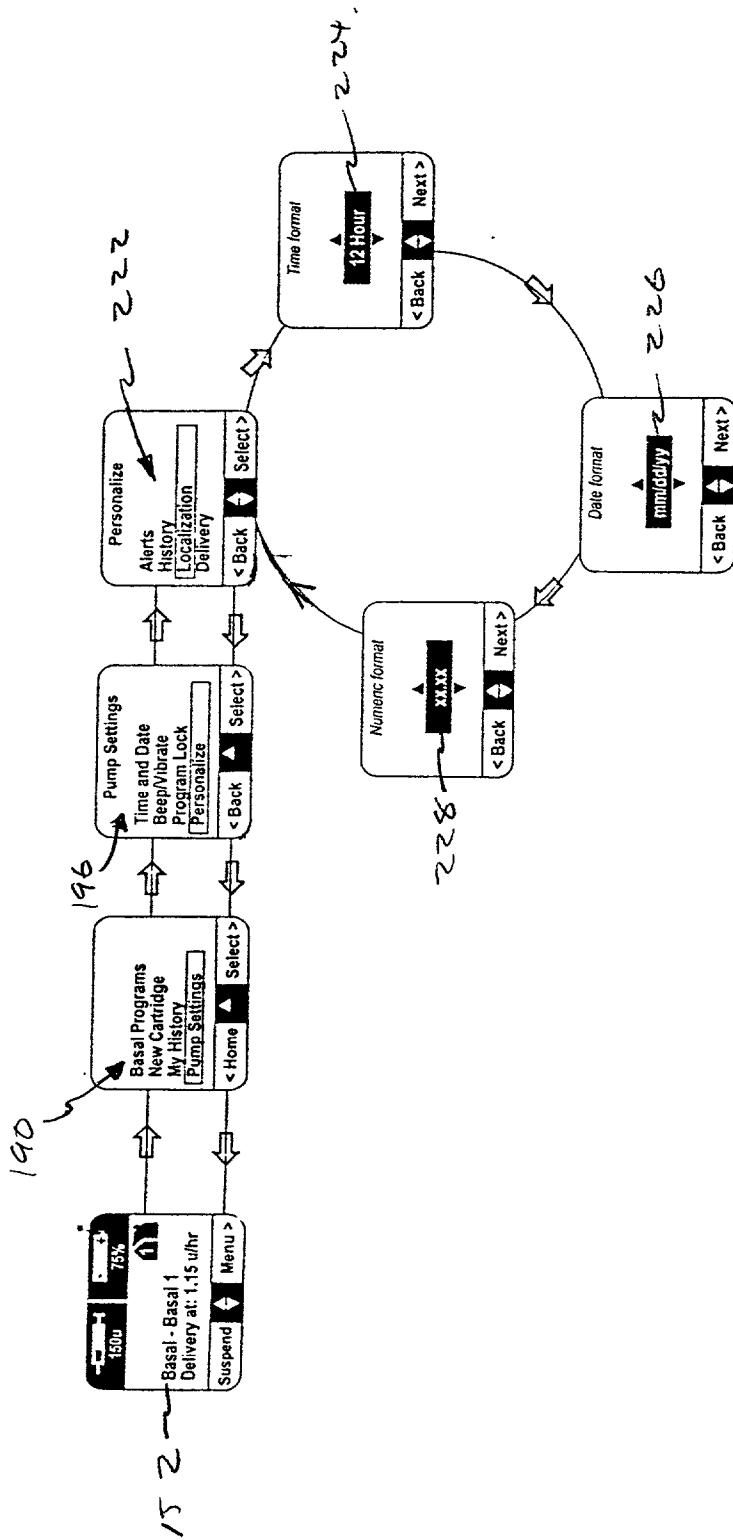 152
150u
- +
75%
1
Basal - Basal 1
Delivery at: 1.15 u/hr
Suspend
Menu >
190
Basal Programs
New Cartridge
My History
Pump Settings
< Home
Select >
196
Pump Settings
Time and Date
Beep/Vibrate
Program Lock
Personalize
< Back
Select >
222
Personalize
Alerts
History
Localization
Delivery
< Back
Select >
224.
Time format
12 Hour
< Back
Next >
226
Date format
mm/dd/yy
< Back
Next >
228
Numeric format
xx.xx
< Back
Next >